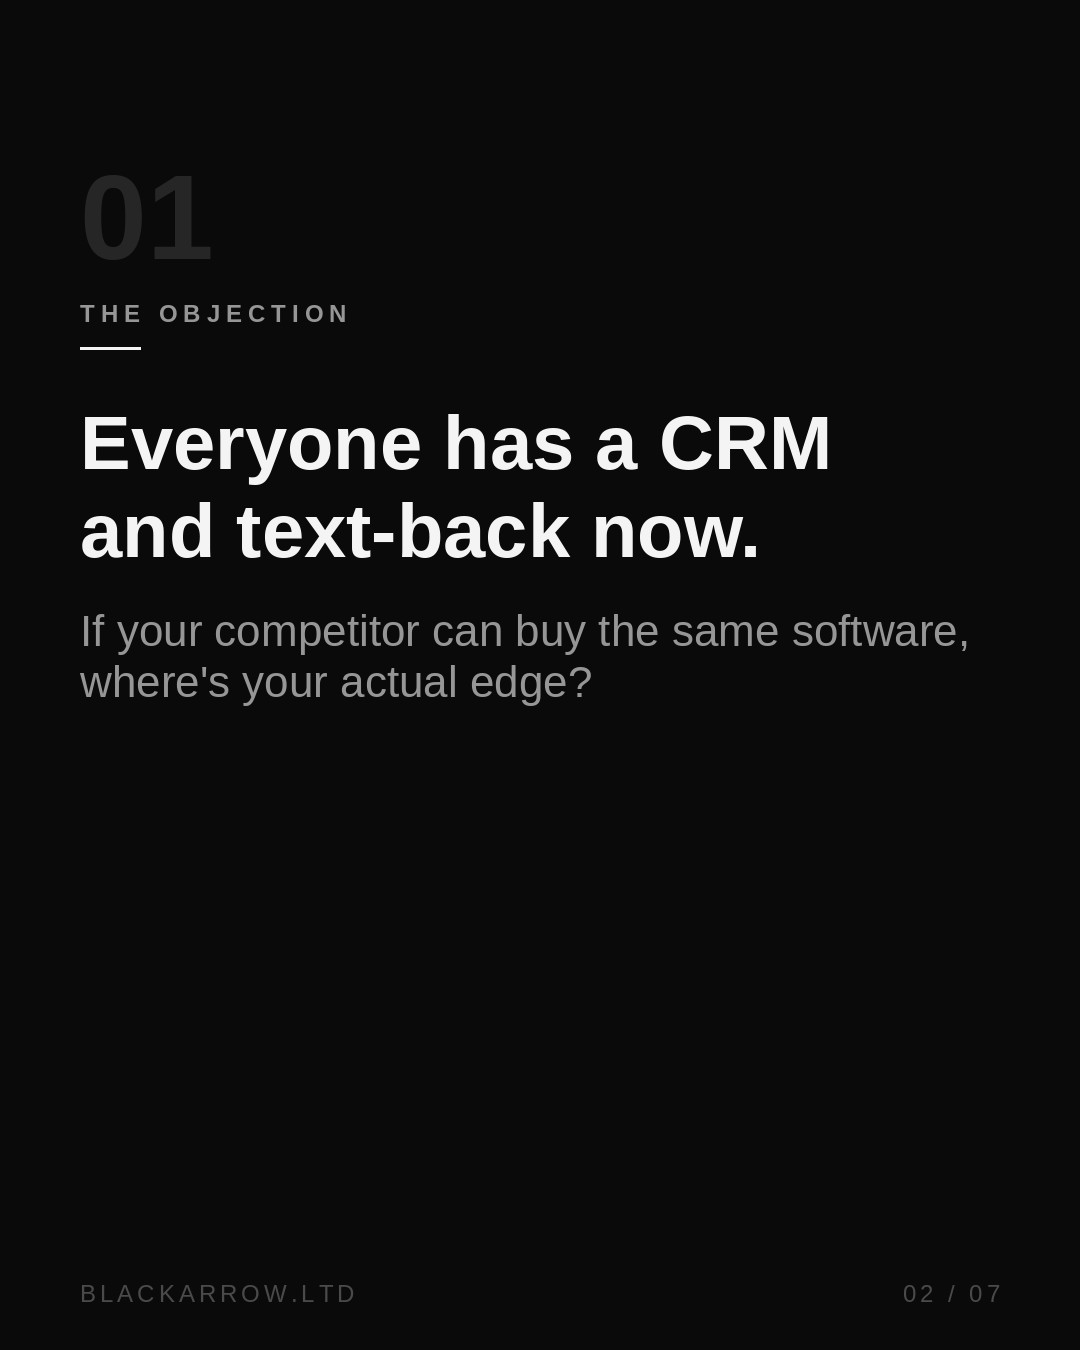 01
THE OBJECTION
Everyone has a CRM
and text-back now.
If your competitor can buy the same software,
where's your actual edge?
BLACKARROW.LTD
02 / 07